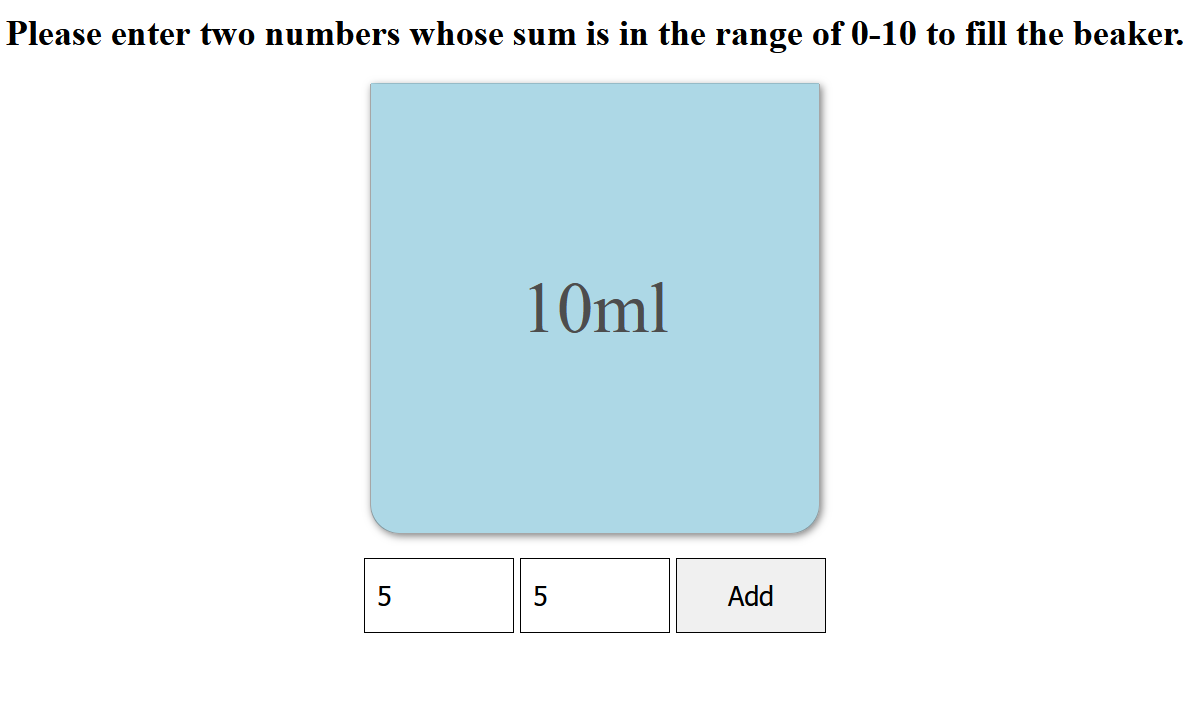 Please enter two numbers whose sum is in the range of 0-10 to fill the beaker.
10ml
5 5 Add